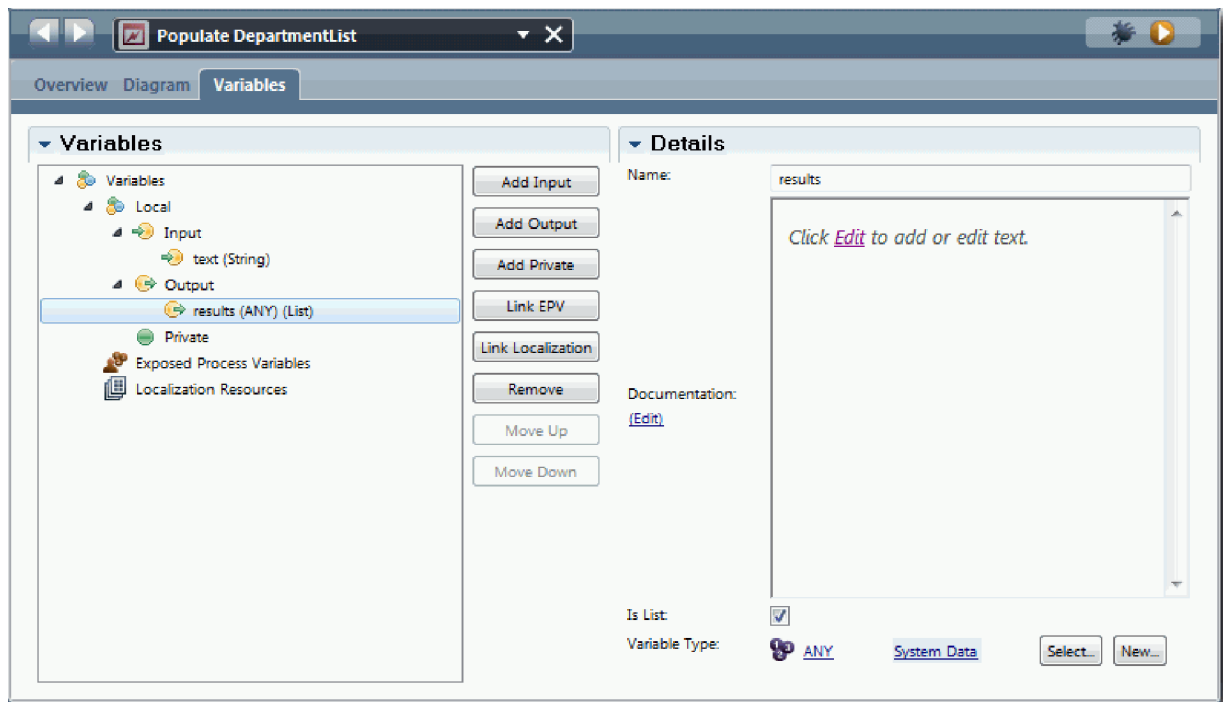 Populate DepartmentList
Overview Diagram Variables
Variables
Variables
Local
Input
text (String)
Output
results (ANY) (List)
Private
Exposed Process Variables
Localization Resources
Add Input
Add Output
Add Private
Link EPV
Link Localization
Remove
Move Up
Move Down
Details
Name: results
Click Edit to add or edit text.
Documentation:
(Edit)
Is List:
Variable Type: ANY System Data Select... New...